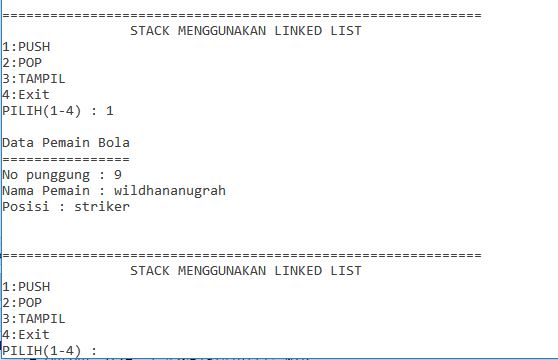 ============================================================
STACK MENGGUNAKAN LINKED LIST
1:PUSH
2:POP
3:TAMPIL
4:Exit
PILIH(1-4) : 1
Data Pemain Bola
================
No punggung : 9
Nama Pemain : wildhananugrah
Posisi : striker
============================================================
STACK MENGGUNAKAN LINKED LIST
1:PUSH
2:POP
3:TAMPIL
4:Exit
PILIH(1-4) :